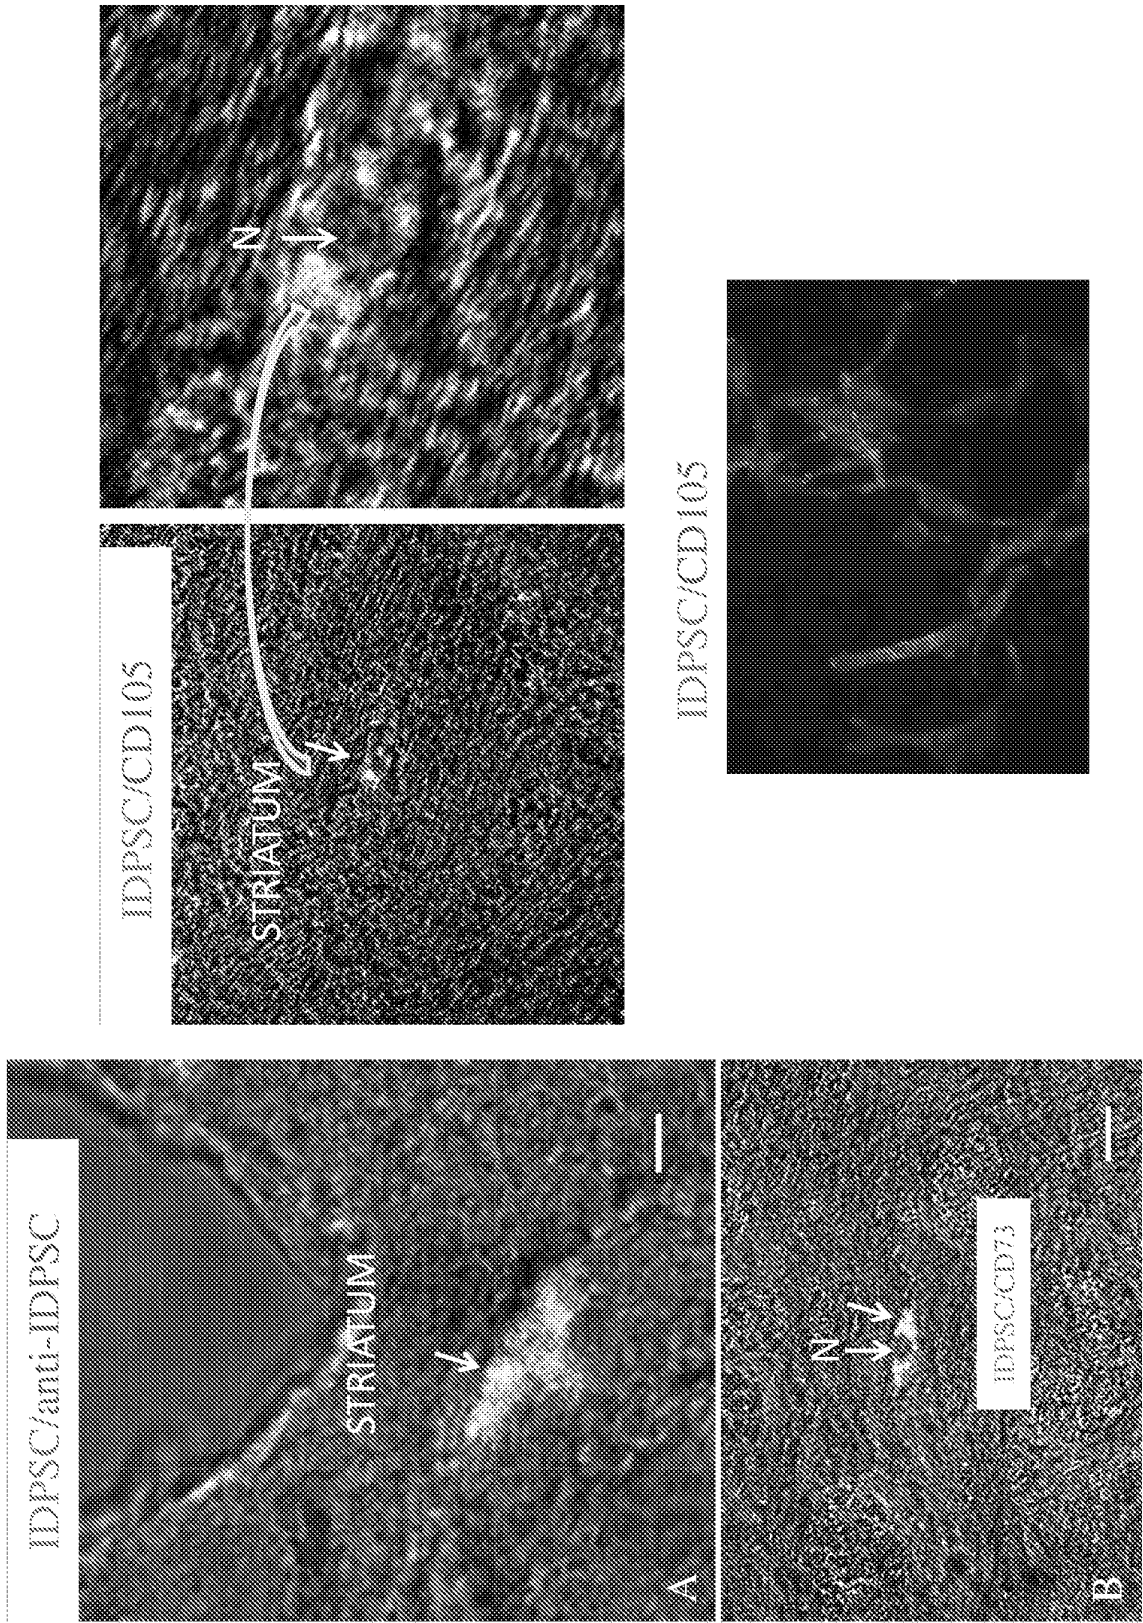 IDPSC/anti-IDPSC
STRIATUM
A
N
IDPSC/CD73
B
IDPSC/CD105
STRIATUM
N
IDPSC/CD105